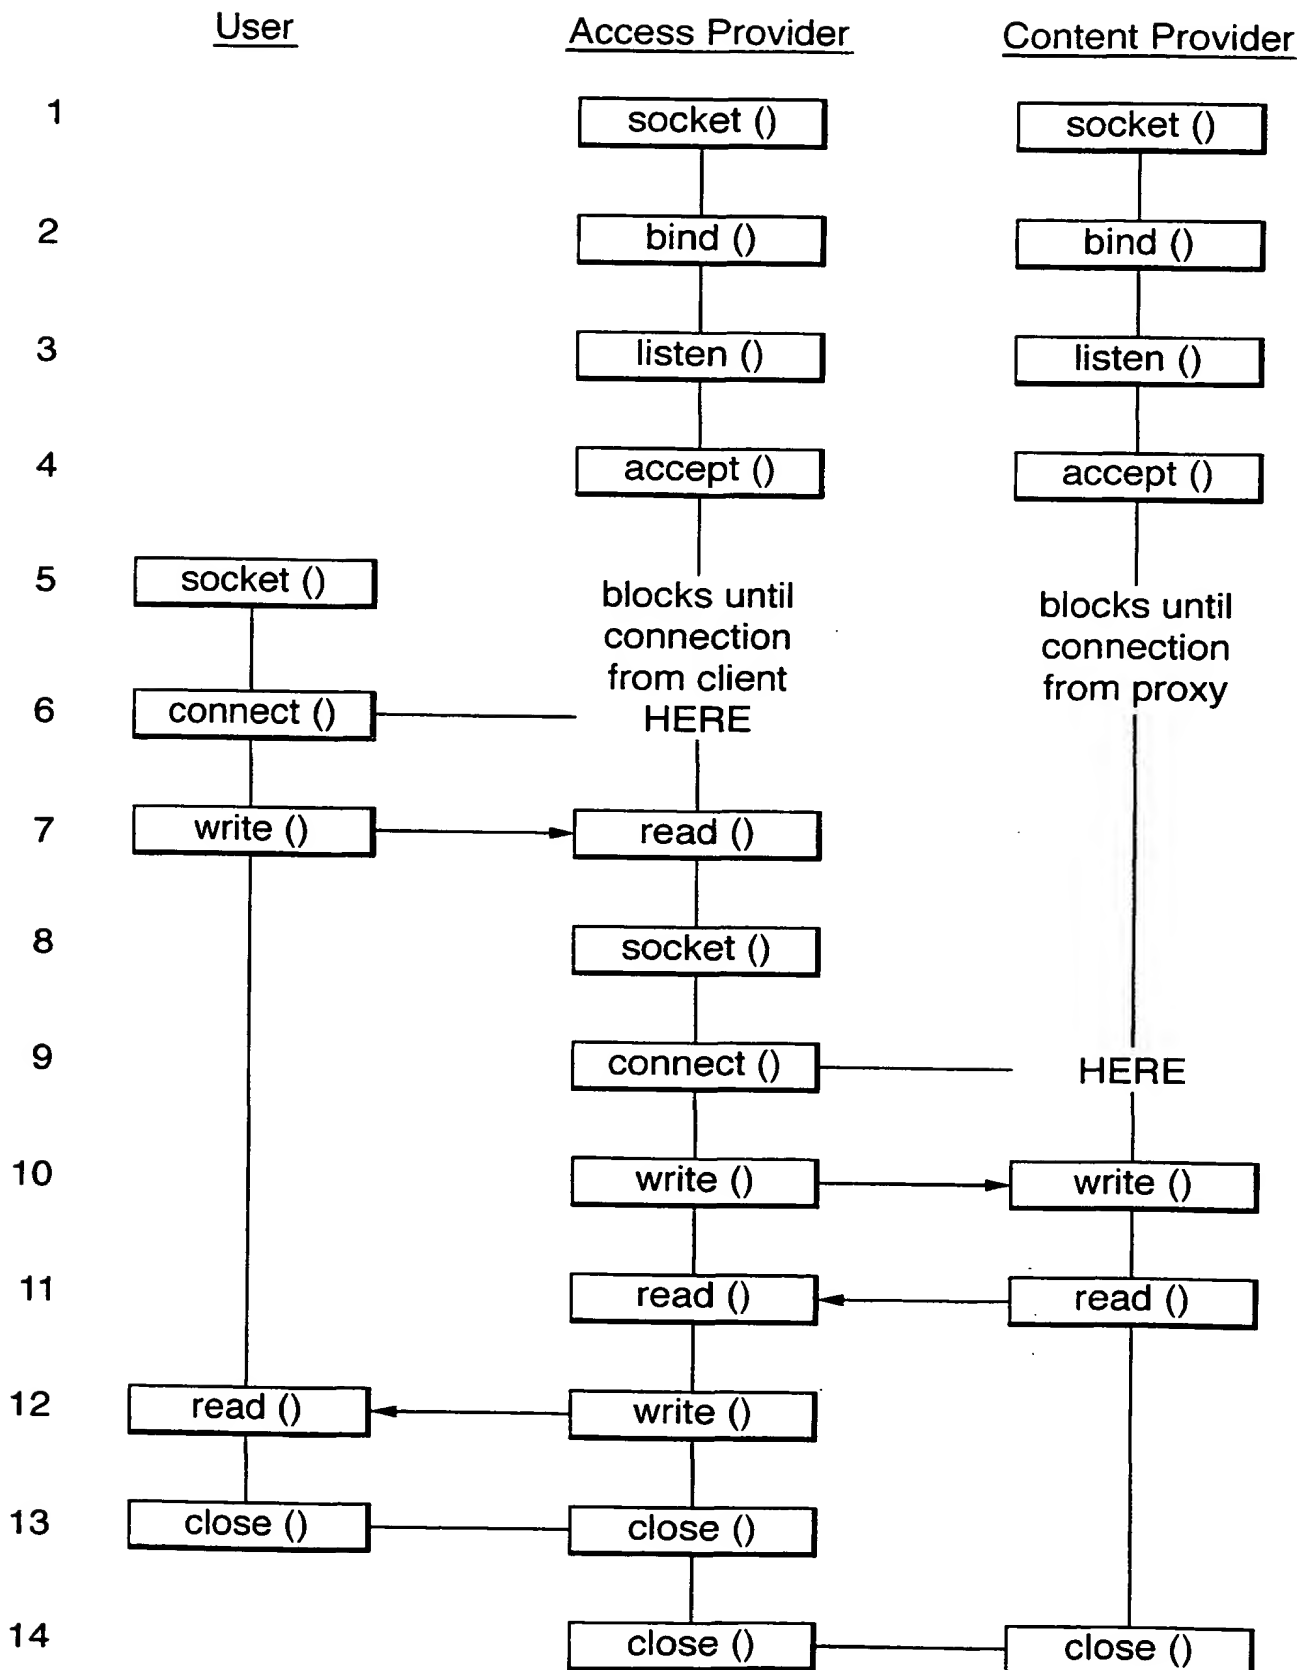 User Access Provider Content Provider
1 socket () socket ()
2 bind () bind ()
3 listen () listen ()
4 accept () accept ()
5 socket ()
blocks until
connection
from client
HERE
blocks until
connection
from proxy
6 connect ()
7 write () read ()
8 socket ()
9 connect () HERE
10 write () write ()
11 read () read ()
12 read () write ()
13 close () close ()
14 close () close ()